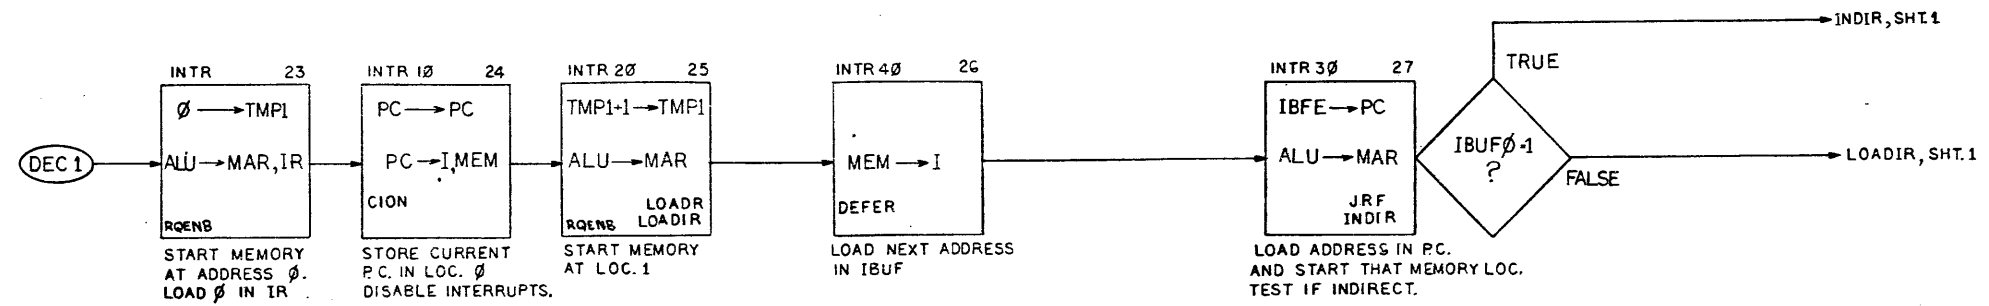 INDIR, SHT.1
TRUE
INTR 23
INTR 1Ø 24
INTR 2Ø 25
INTR 4Ø 26
INTR 3Ø 27
Ø → TMP1
PC → PC
TMP1+1 → TMP1
IBFE → PC
DEC 1
ALU → MAR, IR
PC → I, MEM
ALU → MAR
MEM → I
ALU → MAR
IBUFØ=1
?
LOADIR, SHT.1
FALSE
RQENB
CION
RQENB
LOADR
LOADIR
DEFER
JRF
INDIR
START MEMORY
AT ADDRESS Ø.
LOAD Ø IN IR
STORE CURRENT
P.C. IN LOC. Ø
DISABLE INTERRUPTS.
START MEMORY
AT LOC. 1
LOAD NEXT ADDRESS
IN IBUF
LOAD ADDRESS IN P.C.
AND START THAT MEMORY LOC.
TEST IF INDIRECT.